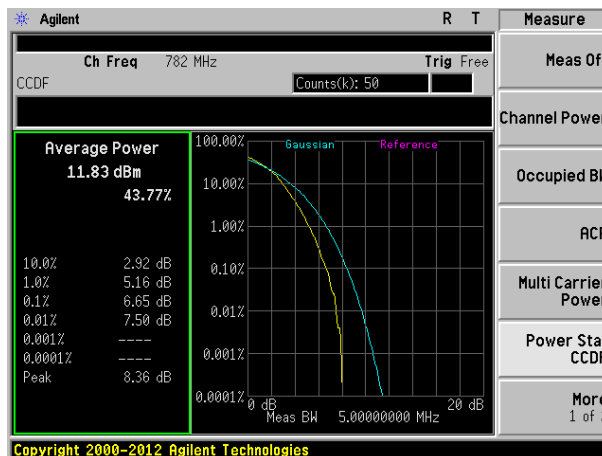 Agilent R T
Measure
Ch Freq 782 MHz Trig Free
CCDF Counts(k): 50
Average Power
11.83 dBm
43.77%
10.0% 2.92 dB
1.0% 5.16 dB
0.1% 6.65 dB
0.01% 7.50 dB
0.001% ----
0.0001% ----
Peak 8.36 dB
Gaussian Reference
100.00%
10.00%
1.00%
0.10%
0.01%
0.001%
0.0001%
0 dB 20 dB
Meas BW 5.00000000 MHz
Meas Of
Channel Power
Occupied B
ACP
Multi Carrier
Power
Power Sta
CCDF
More
1 of
Copyright 2000-2012 Agilent Technologies